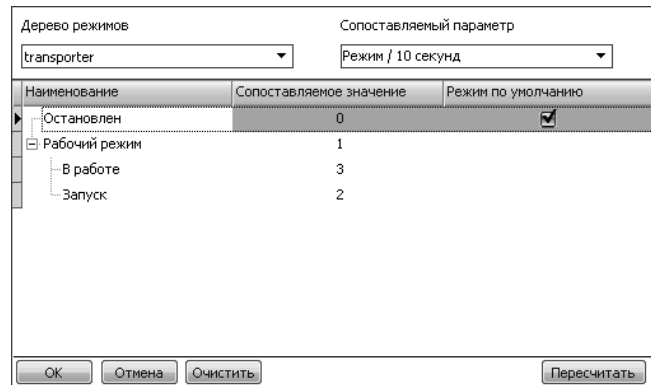 Дерево режимов Сопоставляемый параметр
transporter Режим / 10 секунд
Наименование Сопоставляемое значение Режим по умолчанию
Остановлен 0
Рабочий режим 1
В работе 3
Запуск 2
ОК Отмена Очистить Пересчитать